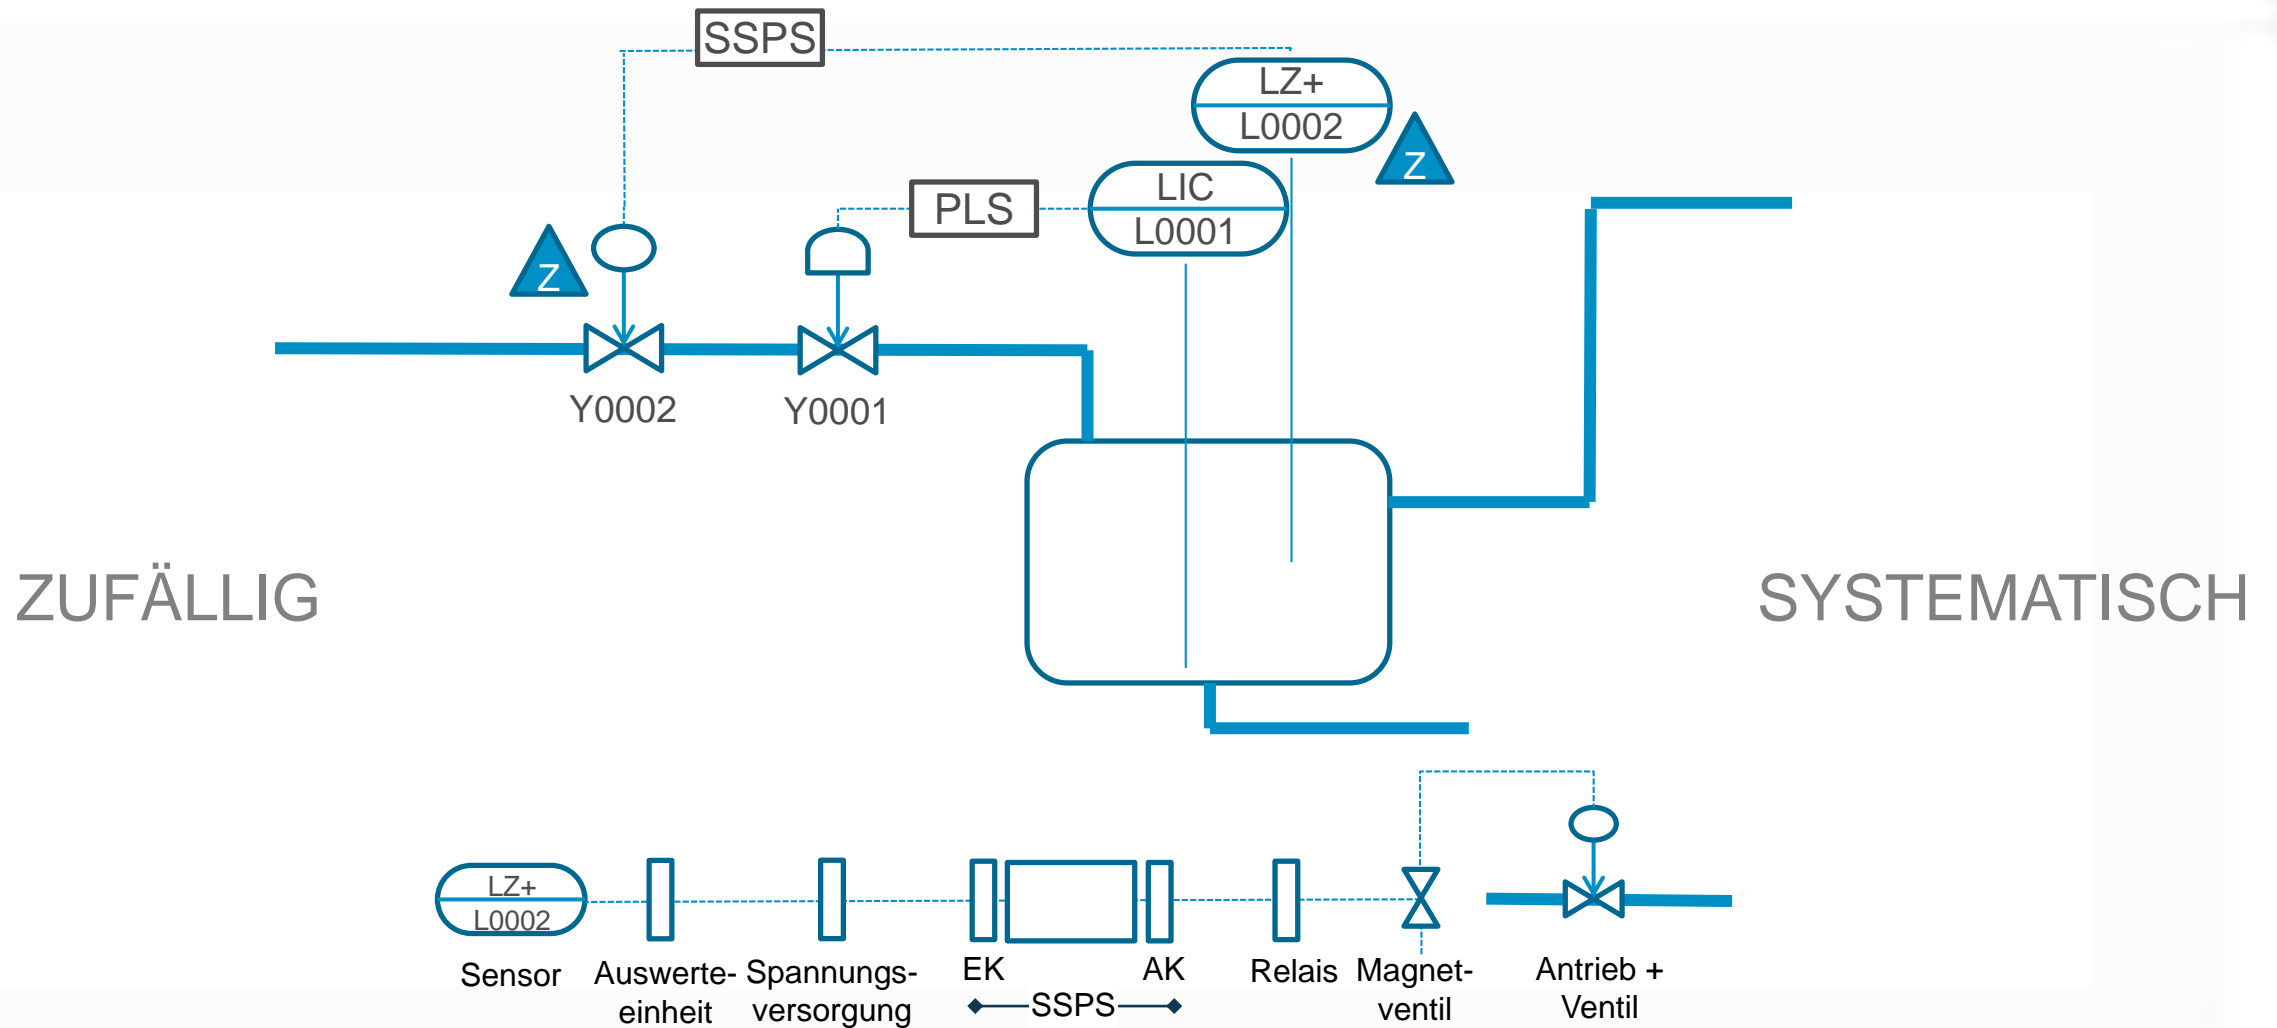 SSPS
LZ+
L0002
Z
PLS
LIC
L0001
Z
Y0002
Y0001
ZUFÄLLIG
SYSTEMATISCH
LZ+
L0002
Sensor
Auswerte-
einheit
Spannungs-
versorgung
EK
AK
SSPS
Relais
Magnet-
ventil
Antrieb +
Ventil